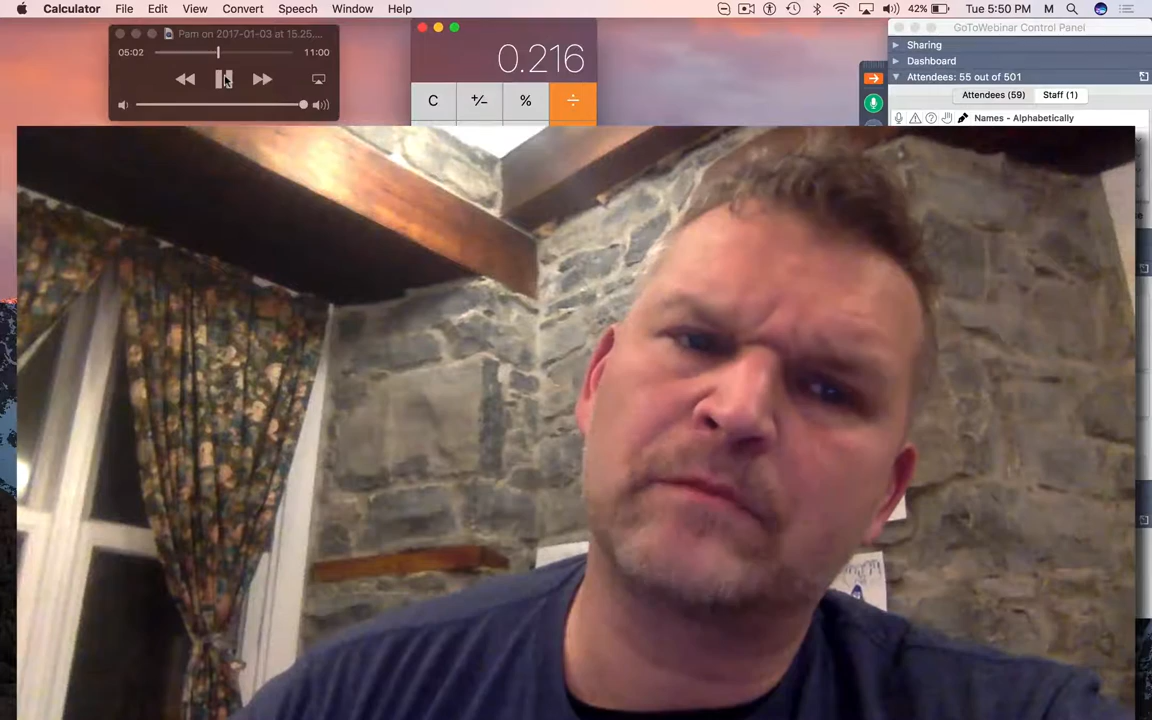 Calculator File Edit View Convert Speech Window Help 42% Tue 5:50 PM M
Pam on 2017-01-03 at 15.25....
05:02 11:00
0.216
C +/- % ÷
GoToWebinar Control Panel
Sharing
Dashboard
Attendees: 55 out of 501
Attendees (59) Staff (1)
Names - Alphabetically